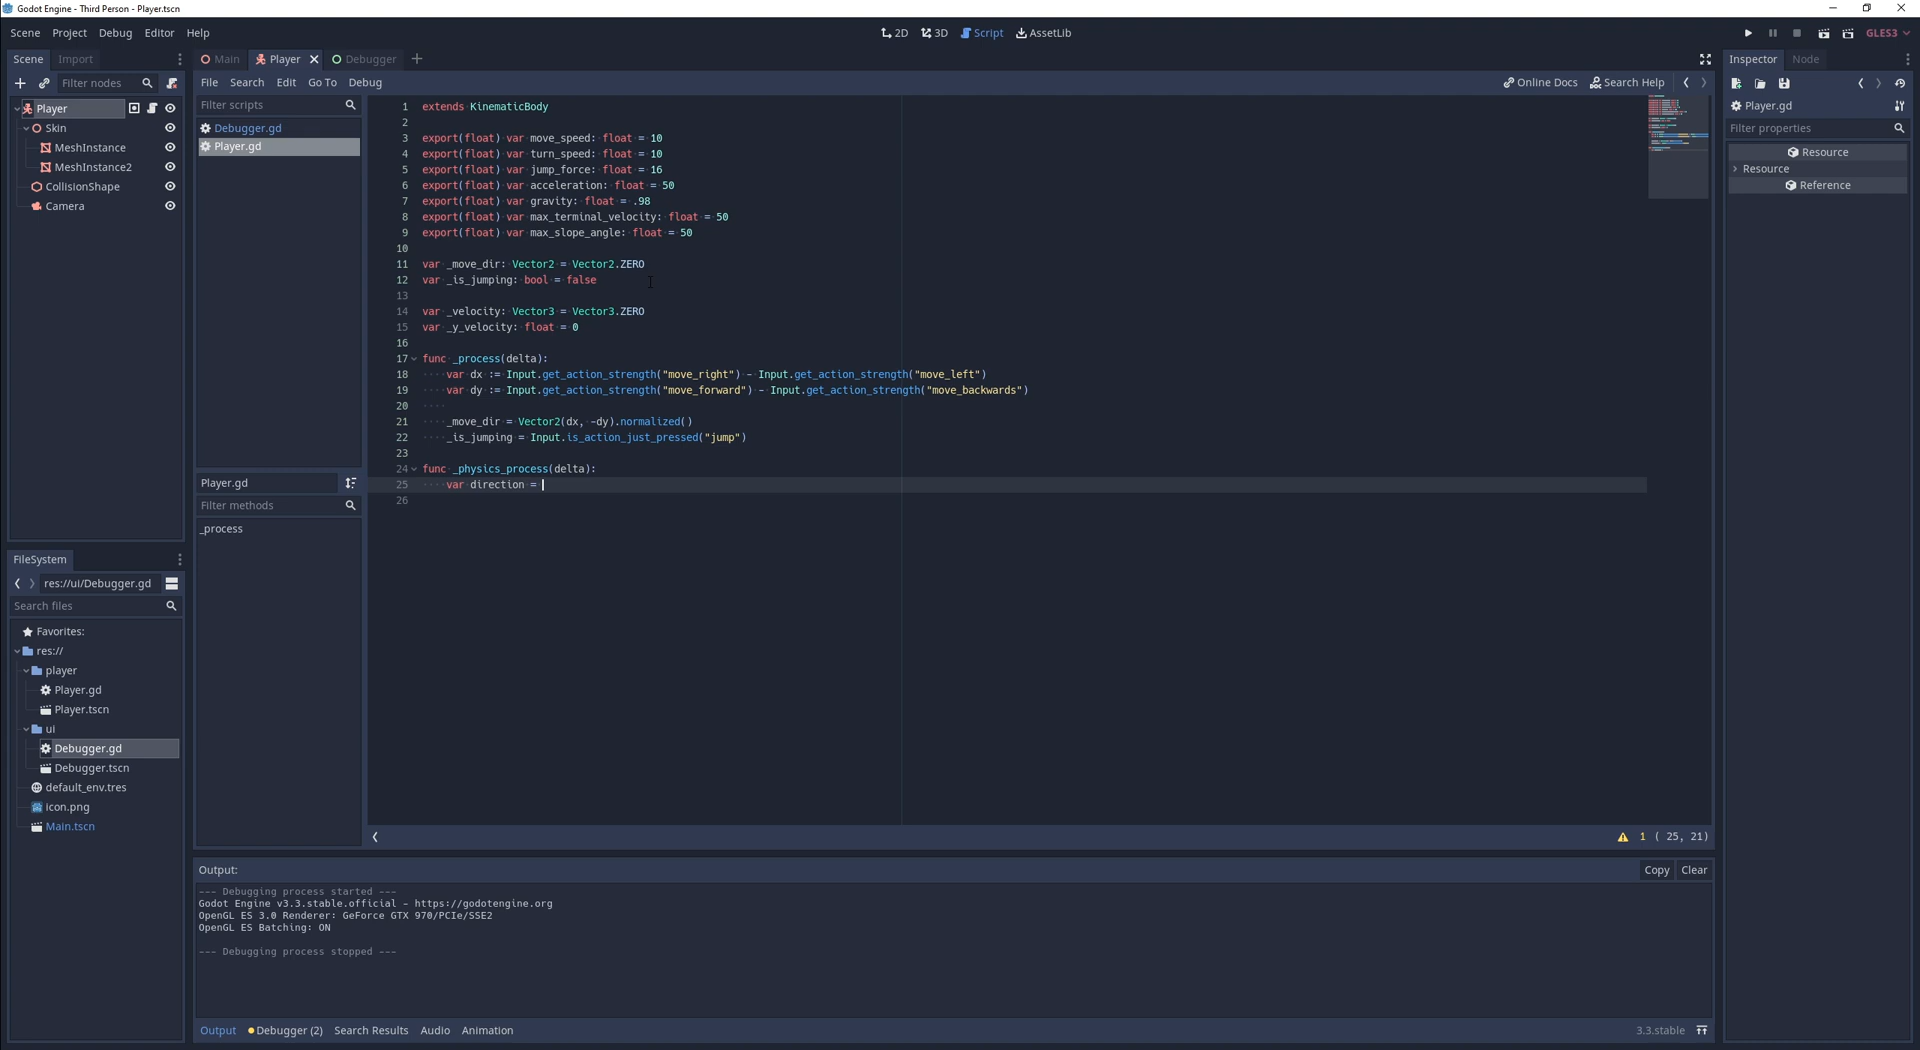 Godot Engine - Third Person - Player.tscn
Scene Project Debug Editor Help
2D 3D Script AssetLib
GLES3
Scene Import
Filter nodes
Player
Skin
MeshInstance
MeshInstance2
CollisionShape
Camera
FileSystem
res://ui/Debugger.gd
Search files
Favorites:
res://
player
Player.gd
Player.tscn
ui
Debugger.gd
Debugger.tscn
default_env.tres
icon.png
Main.tscn
Main Player Debugger
File Search Edit Go To Debug
Online Docs Search Help
Filter scripts
Debugger.gd
Player.gd
Player.gd
Filter methods
_process
1 extends KinematicBody
2
3 export(float) var move_speed: float = 10
4 export(float) var turn_speed: float = 10
5 export(float) var jump_force: float = 16
6 export(float) var acceleration: float = 50
7 export(float) var gravity: float = .98
8 export(float) var max_terminal_velocity: float = 50
9 export(float) var max_slope_angle: float = 50
10
11 var _move_dir: Vector2 = Vector2.ZERO
12 var _is_jumping: bool = false
13
14 var _velocity: Vector3 = Vector3.ZERO
15 var _y_velocity: float = 0
16
17 func _process(delta):
18 var dx := Input.get_action_strength("move_right") - Input.get_action_strength("move_left")
19 var dy := Input.get_action_strength("move_forward") - Input.get_action_strength("move_backwards")
20
21 _move_dir = Vector2(dx, -dy).normalized()
22 _is_jumping = Input.is_action_just_pressed("jump")
23
24 func _physics_process(delta):
25 var direction =
26
1 ( 25, 21)
Output:
Copy Clear
--- Debugging process started ---
Godot Engine v3.3.stable.official - https://godotengine.org
OpenGL ES 3.0 Renderer: GeForce GTX 970/PCIe/SSE2
OpenGL ES Batching: ON
--- Debugging process stopped ---
Output Debugger (2) Search Results Audio Animation
3.3.stable
Inspector Node
Player.gd
Filter properties
Resource
Resource
Reference